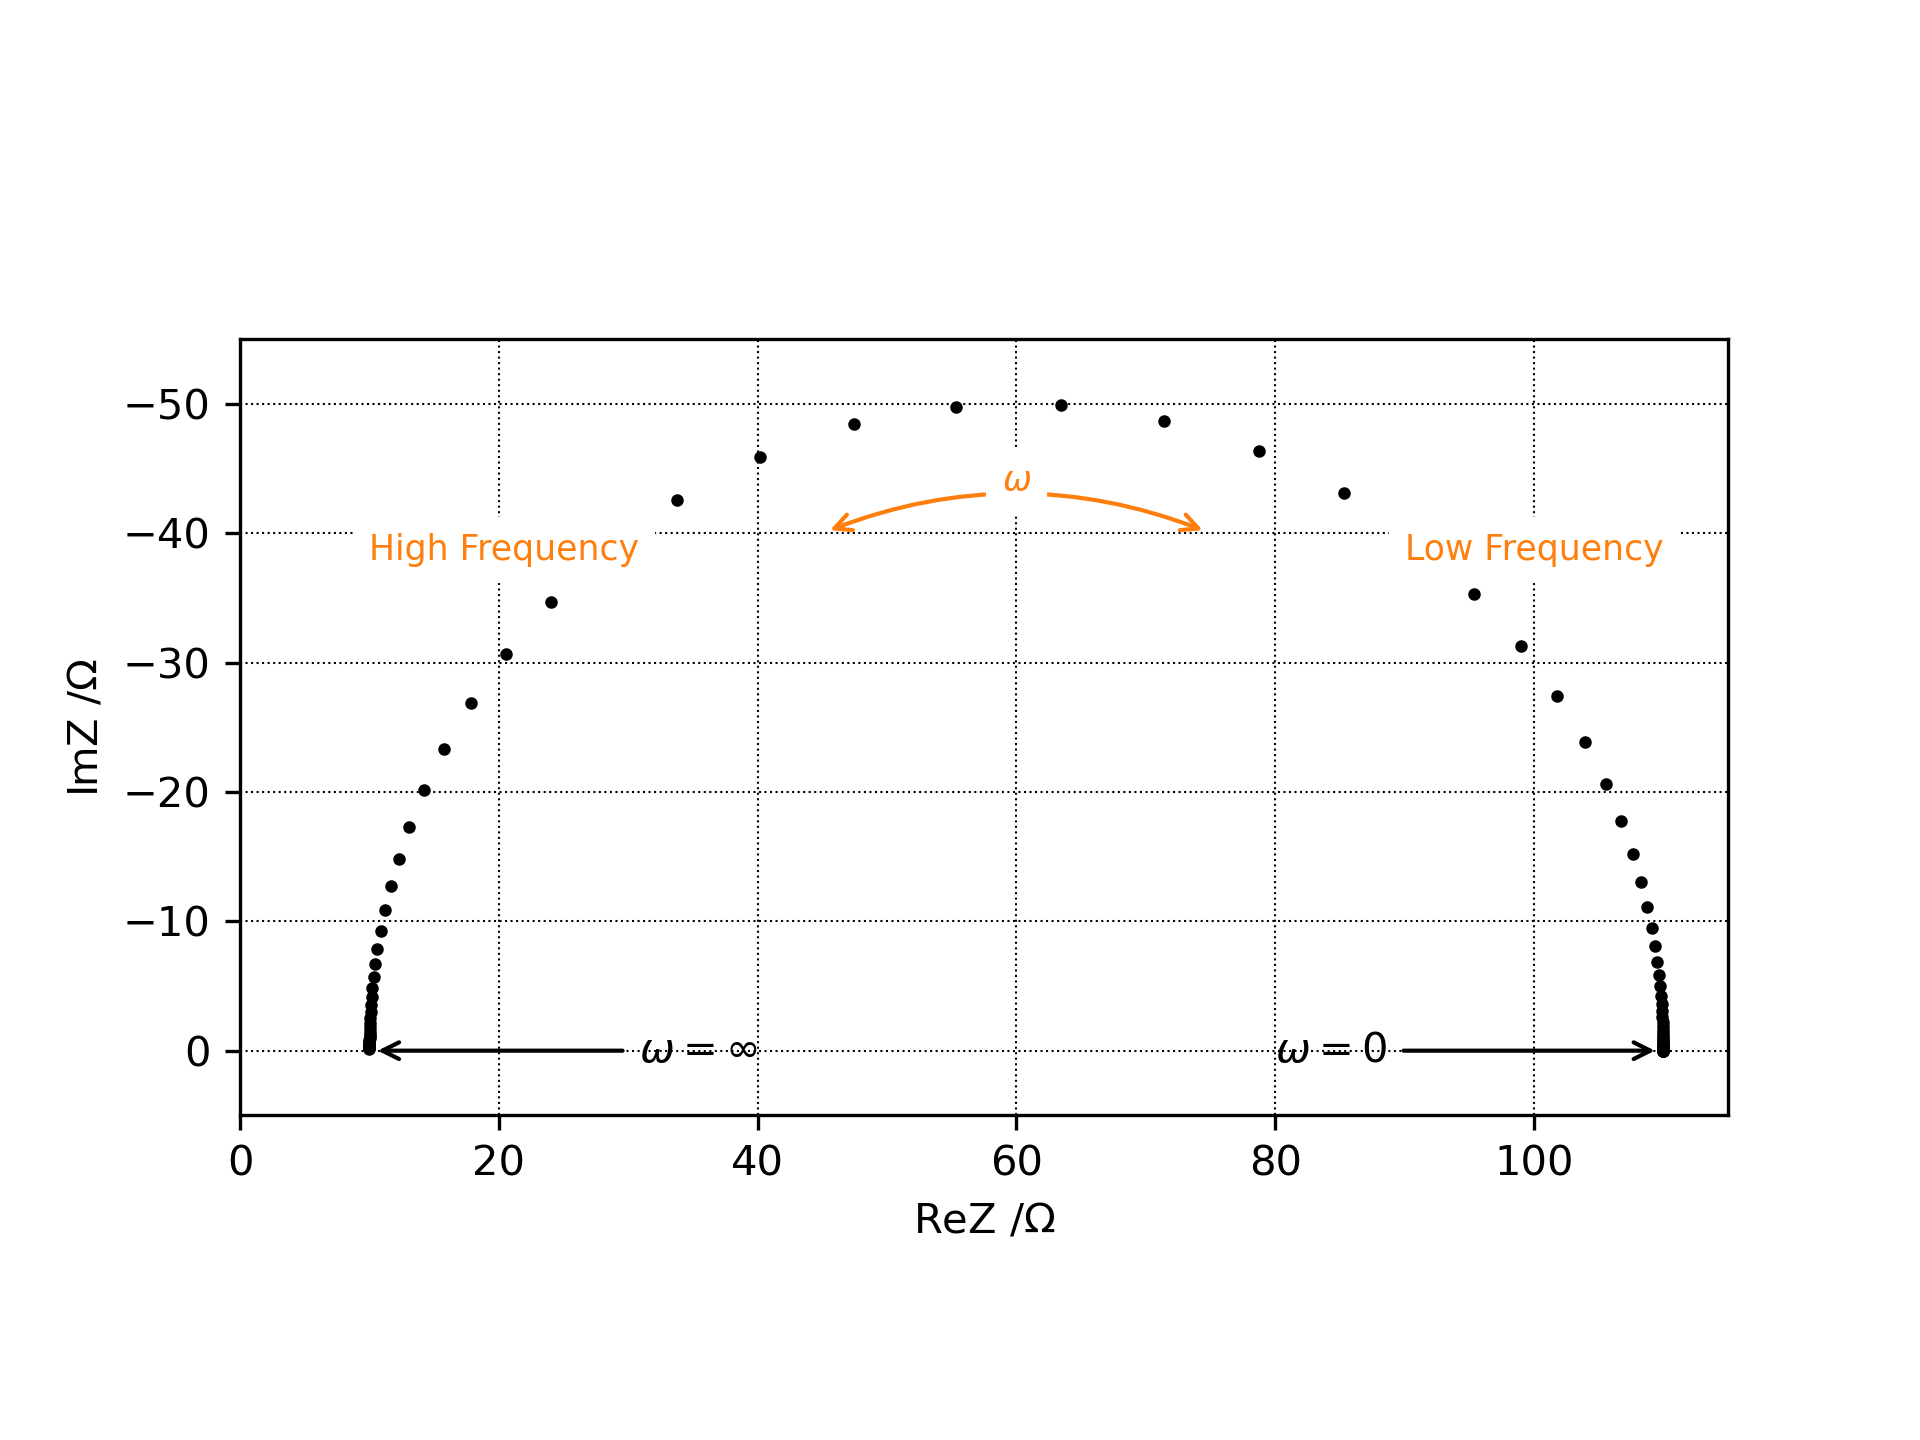 −50
ω
−40
High Frequency
Low Frequency
−30
ImZ /Ω
−20
−10
0
ω = ∞
ω = 0
0
20
40
60
80
100
ReZ /Ω